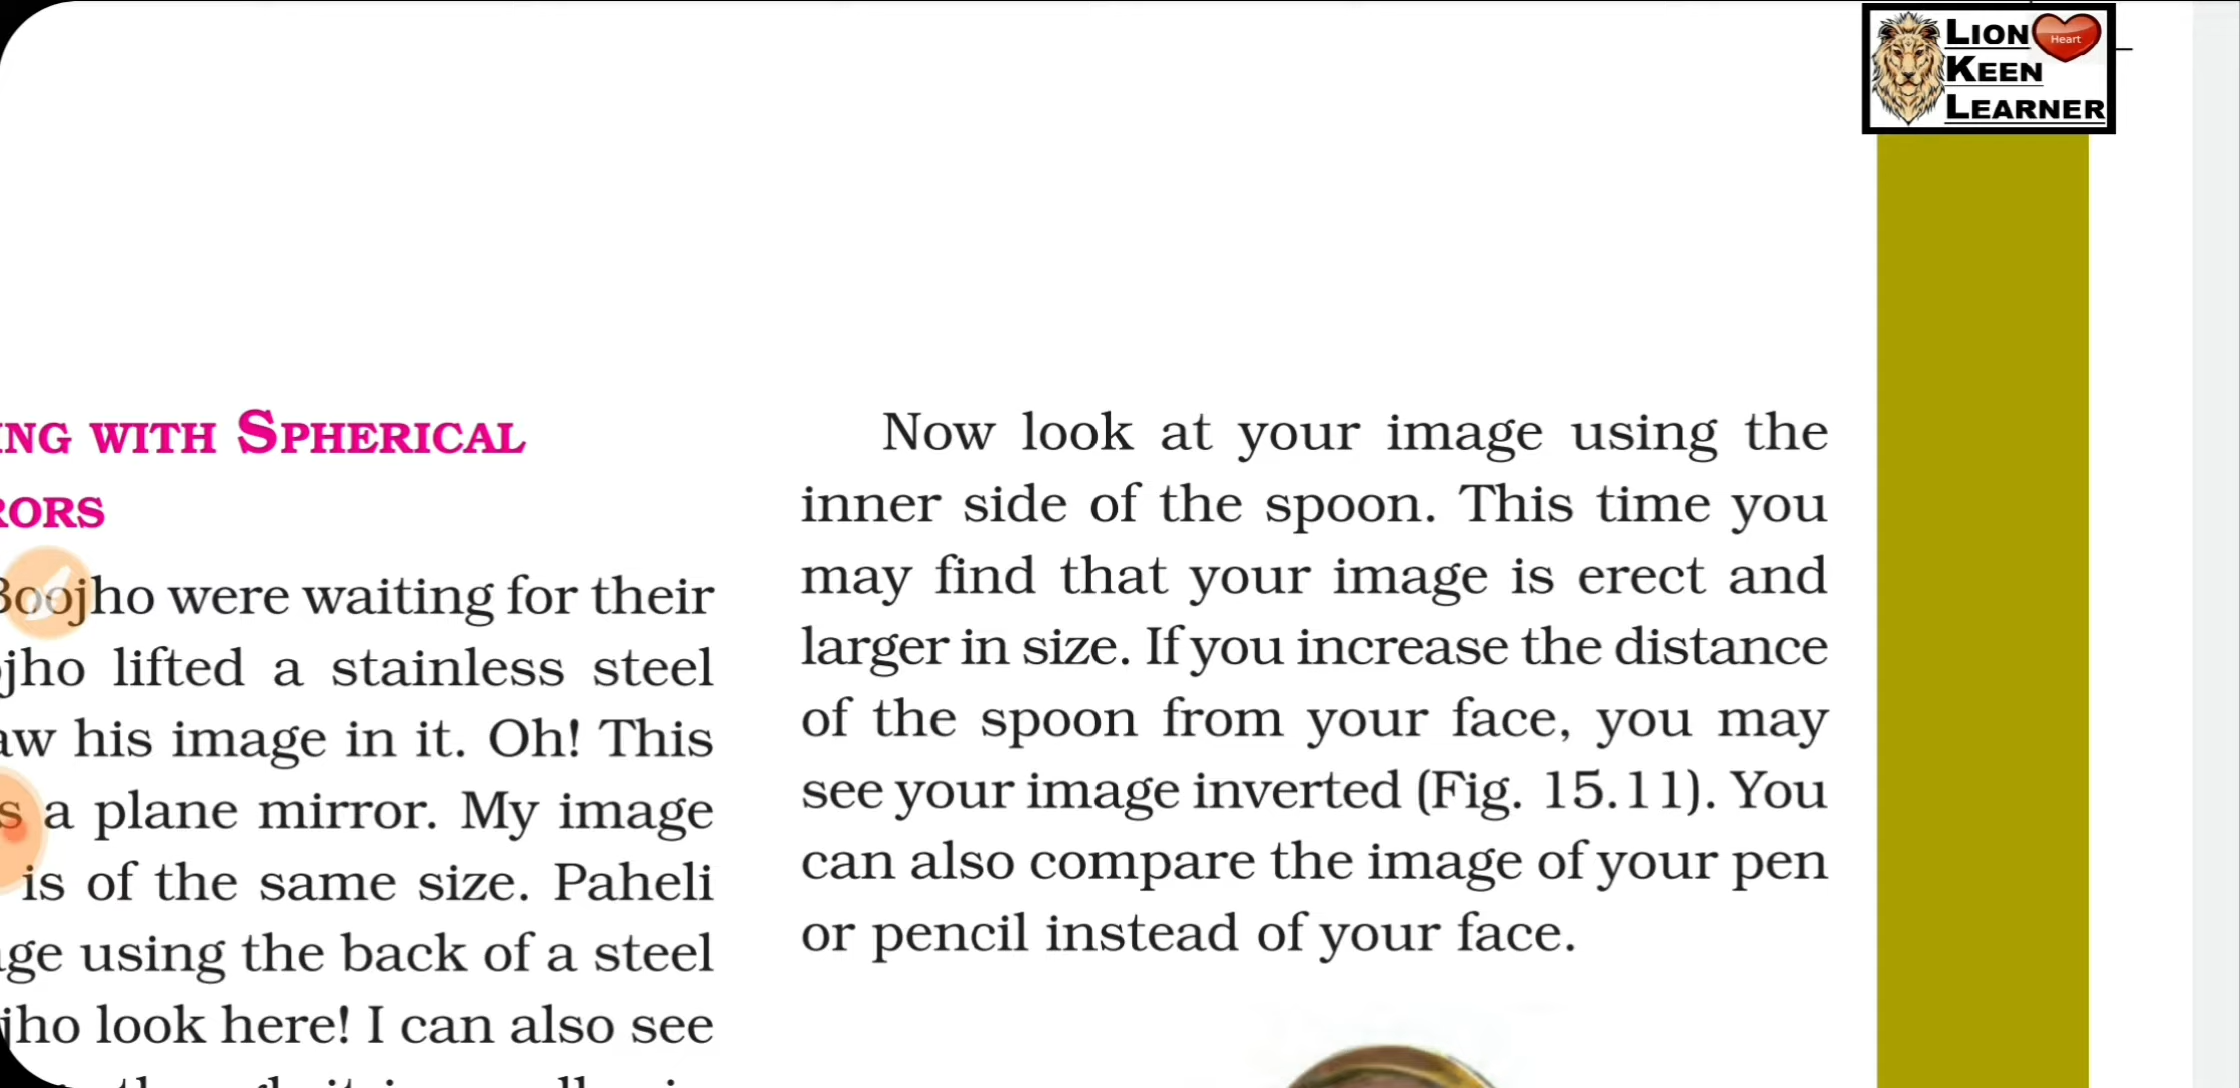 LION Heart
KEEN
LEARNER
ING WITH SPHERICAL
RORS
Boojho were waiting for their
jho lifted a stainless steel
aw his image in it. Oh! This
s a plane mirror. My image
is of the same size. Paheli
ge using the back of a steel
jho look here! I can also see
Now look at your image using the
inner side of the spoon. This time you
may find that your image is erect and
larger in size. If you increase the distance
of the spoon from your face, you may
see your image inverted (Fig. 15.11). You
can also compare the image of your pen
or pencil instead of your face.